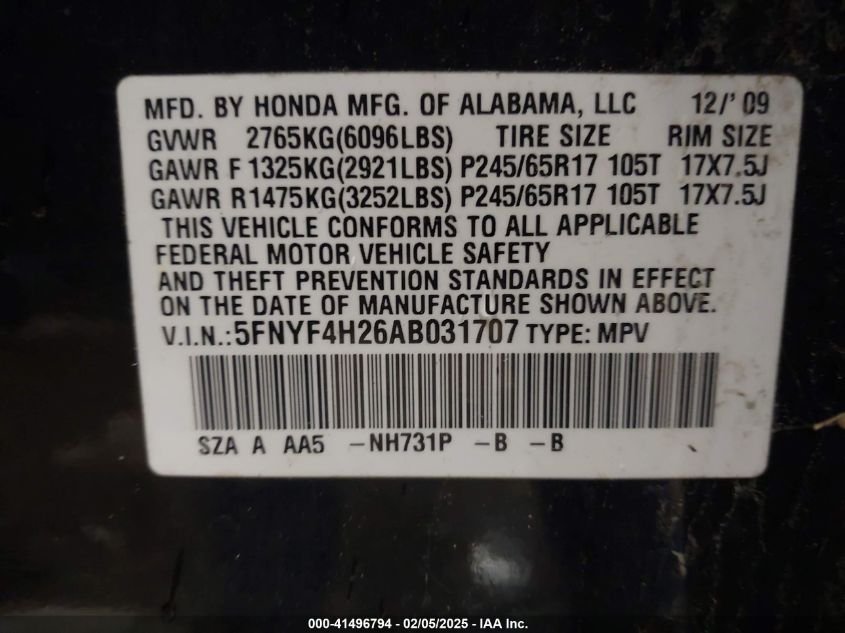 MFD. BY HONDA MFG. OF ALABAMA, LLC 12/'09
GVWR 2765KG(6096LBS) TIRE SIZE RIM SIZE
GAWR F 1325KG(2921LBS) P245/65R17 105T 17X7.5J
GAWR R1475KG(3252LBS) P245/65R17 105T 17X7.5J
THIS VEHICLE CONFORMS TO ALL APPLICABLE
FEDERAL MOTOR VEHICLE SAFETY
AND THEFT PREVENTION STANDARDS IN EFFECT
ON THE DATE OF MANUFACTURE SHOWN ABOVE.
V.I.N.:5FNYF4H26AB031707 TYPE: MPV
SZA A AA5 -NH731P -B -B
000-41496794 - 02/05/2025 - IAA Inc.